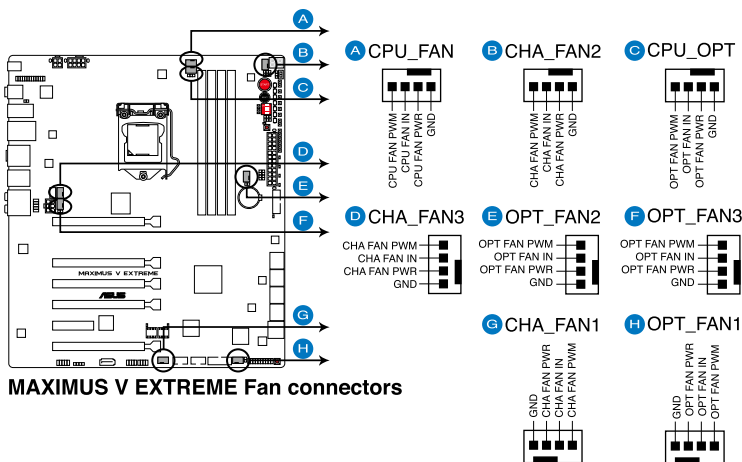 A
B
C
D
E
F
G
H
MAXIMUS V EXTREME
ASUS
MAXIMUS V EXTREME Fan connectors
A CPU_FAN
CPU FAN PWM
CPU FAN IN
CPU FAN PWR
GND
B CHA_FAN2
CHA FAN PWM
CHA FAN IN
CHA FAN PWR
GND
C CPU_OPT
OPT FAN PWM
OPT FAN IN
OPT FAN PWR
GND
D CHA_FAN3
CHA FAN PWM
CHA FAN IN
CHA FAN PWR
GND
E OPT_FAN2
OPT FAN PWM
OPT FAN IN
OPT FAN PWR
GND
F OPT_FAN3
OPT FAN PWM
OPT FAN IN
OPT FAN PWR
GND
G CHA_FAN1
GND
CHA FAN PWR
CHA FAN IN
CHA FAN PWM
H OPT_FAN1
GND
OPT FAN PWR
OPT FAN IN
OPT FAN PWM